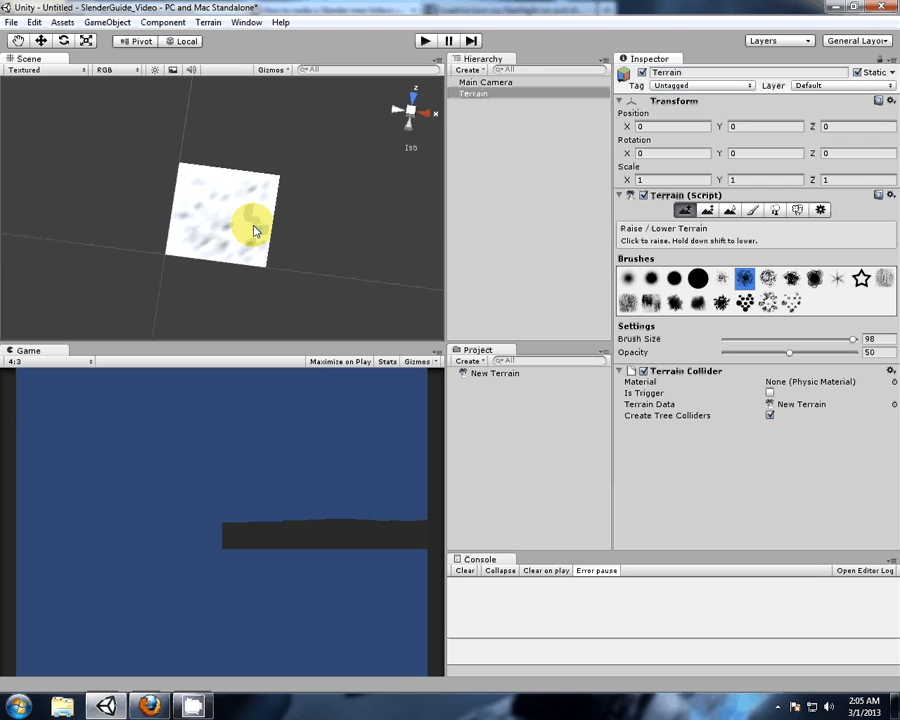 Unity - Untitled - SlenderGuide_Video - PC and Mac Standalone*
File Edit Assets GameObject Component Terrain Window Help
Pivot Local Layers General Layout
Scene
Textured RGB Gizmos All
z
x
Iso
Hierarchy
Create All
Main Camera
Terrain
Inspector
Terrain Static
Tag Untagged Layer Default
Transform
Position
X 0 Y 0 Z 0
Rotation
X 0 Y 0 Z 0
Scale
X 1 Y 1 Z 1
Terrain (Script)
Raise / Lower Terrain
Click to raise. Hold down shift to lower.
Brushes
Settings
Brush Size 98
Opacity 50
Terrain Collider
Material None (Physic Material)
Is Trigger
Terrain Data New Terrain
Create Tree Colliders
Game
4:3 Maximize on Play Stats Gizmos
Project
Create All
New Terrain
Console
Clear Collapse Clear on play Error pause Open Editor Log
2:05 AM
3/1/2013